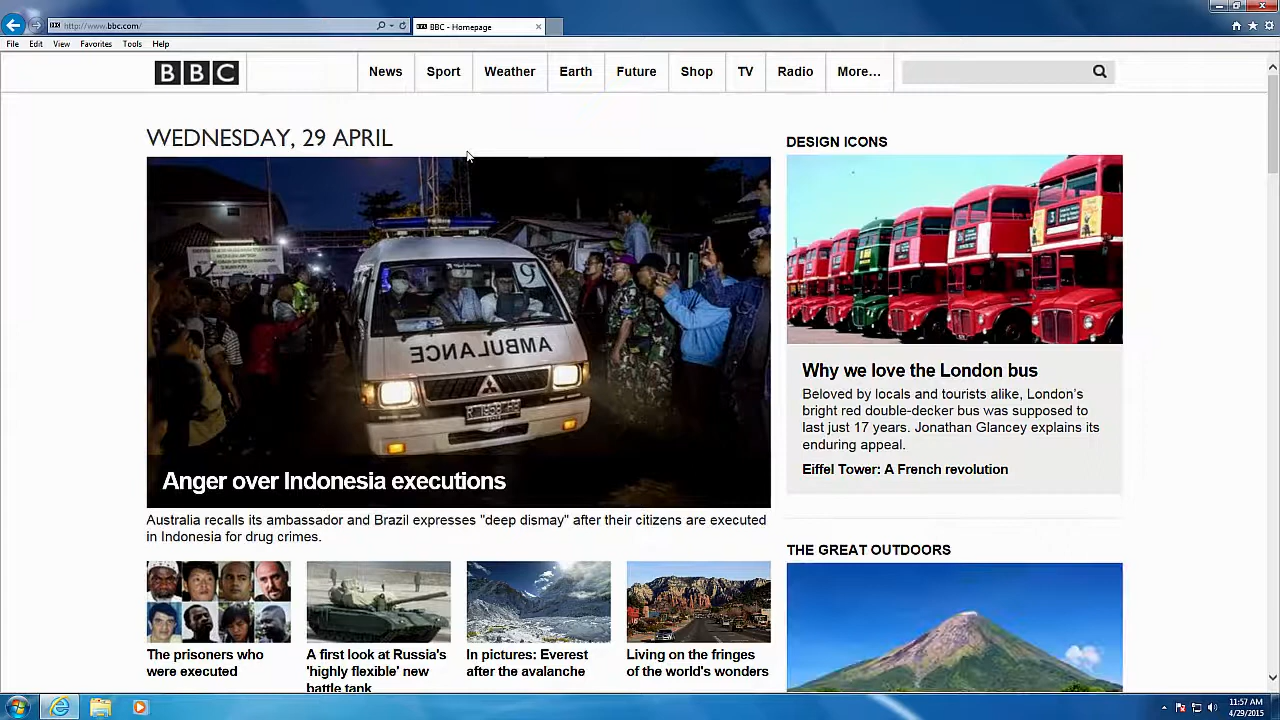 http://www.bbc.com/
BBC - Homepage
File Edit View Favorites Tools Help
BBC
News Sport Weather Earth Future Shop TV Radio More...
WEDNESDAY, 29 APRIL
AMBULANCE
Anger over Indonesia executions
Australia recalls its ambassador and Brazil expresses "deep dismay" after their citizens are executed
in Indonesia for drug crimes.
The prisoners who
were executed
A first look at Russia's
'highly flexible' new
battle tank
In pictures: Everest
after the avalanche
Living on the fringes
of the world's wonders
DESIGN ICONS
Why we love the London bus
Beloved by locals and tourists alike, London's
bright red double-decker bus was supposed to
last just 17 years. Jonathan Glancey explains its
enduring appeal.
Eiffel Tower: A French revolution
THE GREAT OUTDOORS
11:57 AM
4/29/2015